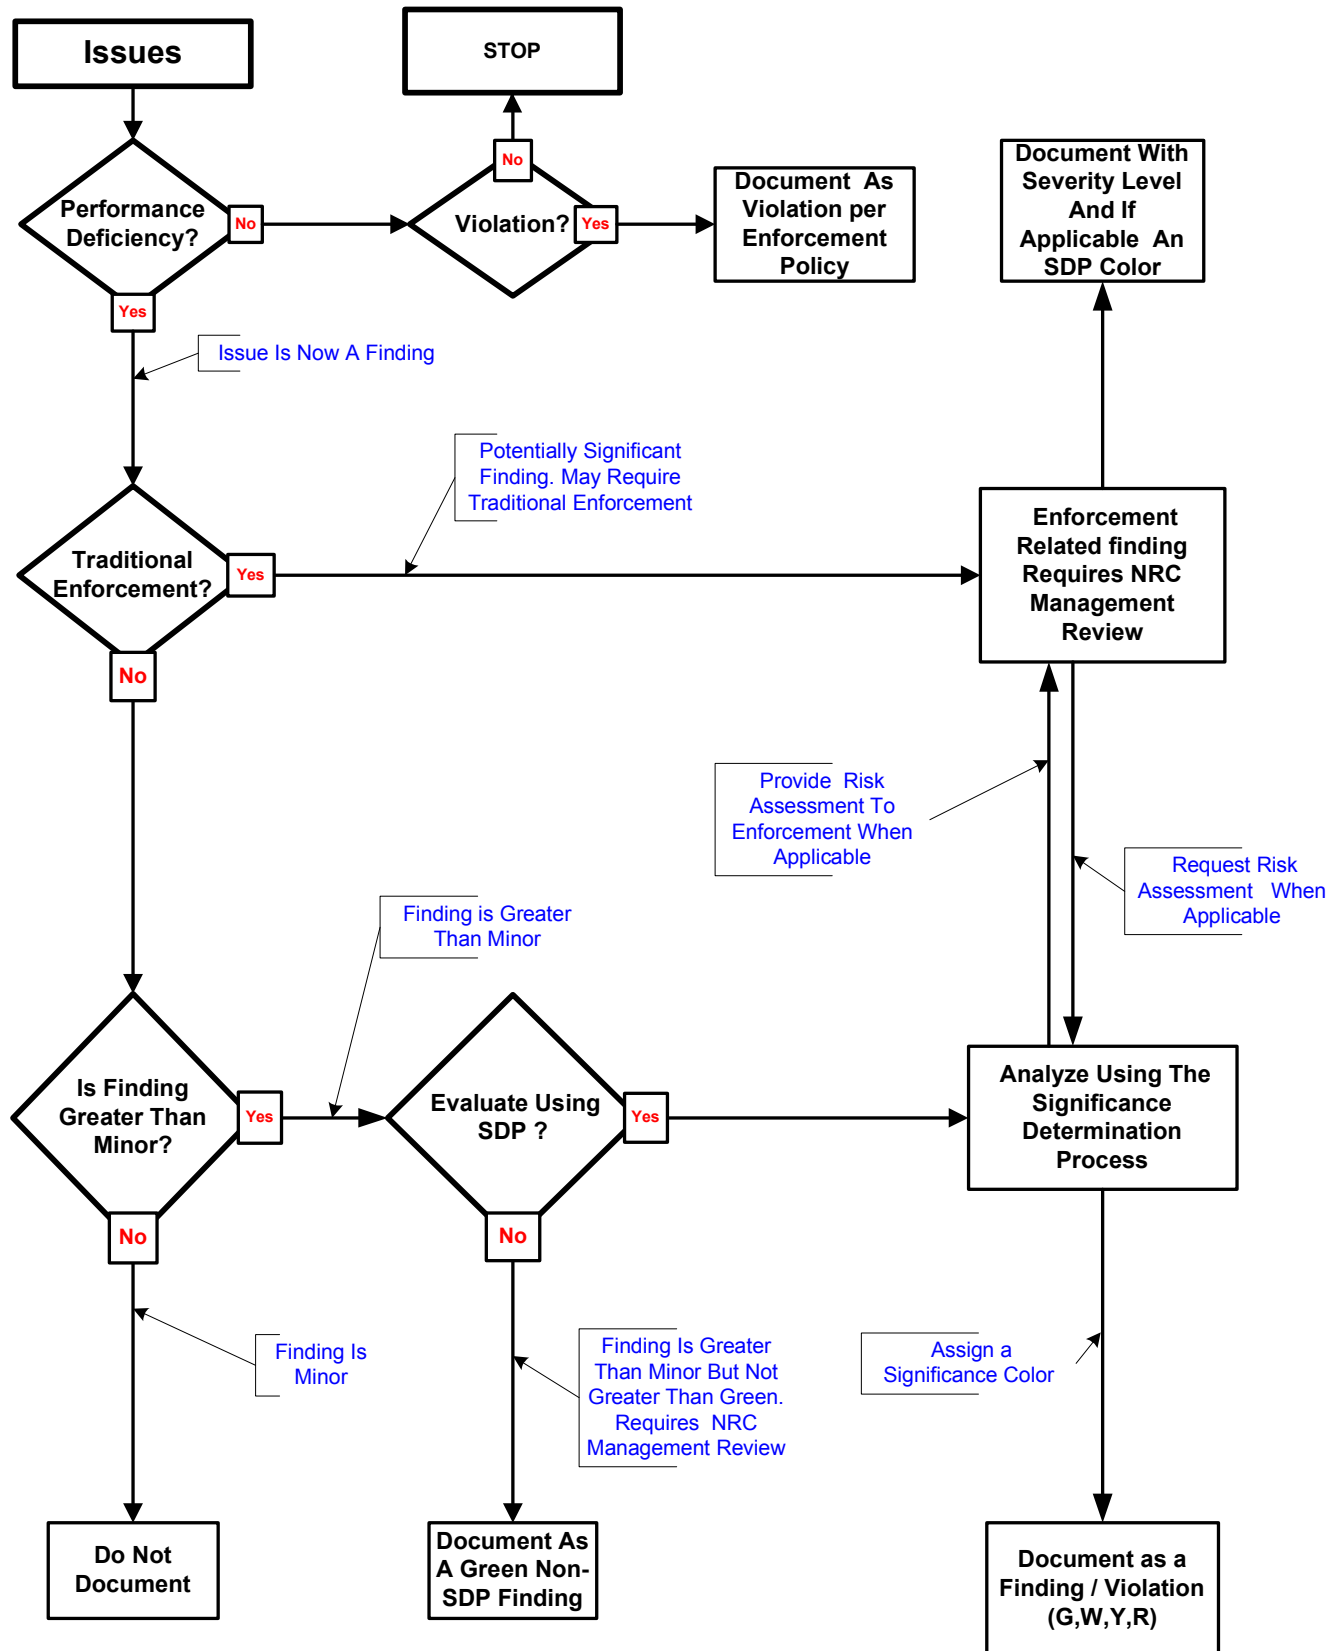 Issues
STOP
Performance
Deficiency?
No
Yes
Violation?
No
Yes
Document As
Violation per
Enforcement
Policy
Document With
Severity Level
And If
Applicable An
SDP Color
Issue Is Now A Finding
Potentially Significant
Finding. May Require
Traditional Enforcement
Traditional
Enforcement?
Yes
No
Enforcement
Related finding
Requires NRC
Management
Review
Provide Risk
Assessment To
Enforcement When
Applicable
Request Risk
Assessment When
Applicable
Finding is Greater
Than Minor
Is Finding
Greater Than
Minor?
Yes
No
Evaluate Using
SDP ?
Yes
No
Analyze Using The
Significance
Determination
Process
Finding Is
Minor
Finding Is Greater
Than Minor But Not
Greater Than Green.
Requires NRC
Management Review
Assign a
Significance Color
Do Not
Document
Document As
A Green Non-
SDP Finding
Document as a
Finding / Violation
(G,W,Y,R)